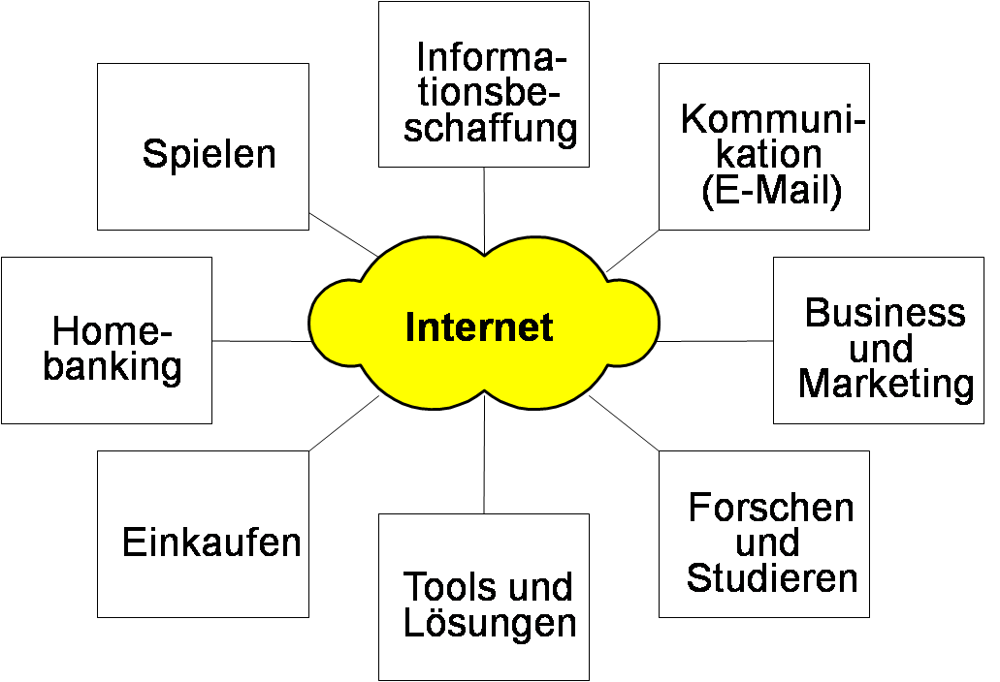 Informa-
tionsbe-
schaffung
Spielen
Kommuni-
kation
(E-Mail)
Home-
banking
Internet
Business
und
Marketing
Einkaufen
Tools und
Lösungen
Forschen
und
Studieren